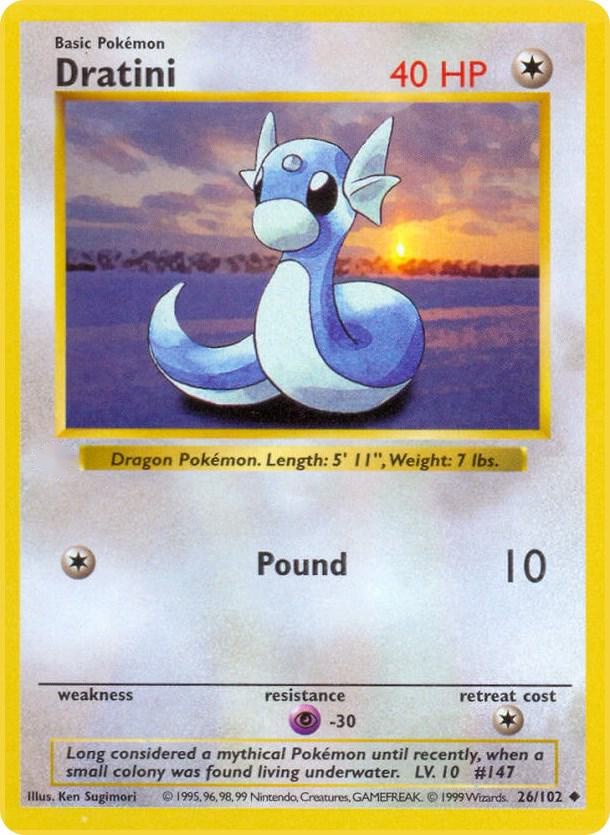 Basic Pokémon
Dratini 40 HP
Dragon Pokémon. Length: 5' 11", Weight: 7 lbs.
Pound 10
weakness resistance retreat cost
-30
Long considered a mythical Pokémon until recently, when a
small colony was found living underwater. LV. 10 #147
Illus. Ken Sugimori © 1995, 96, 98, 99 Nintendo, Creatures, GAMEFREAK. © 1999 Wizards. 26/102